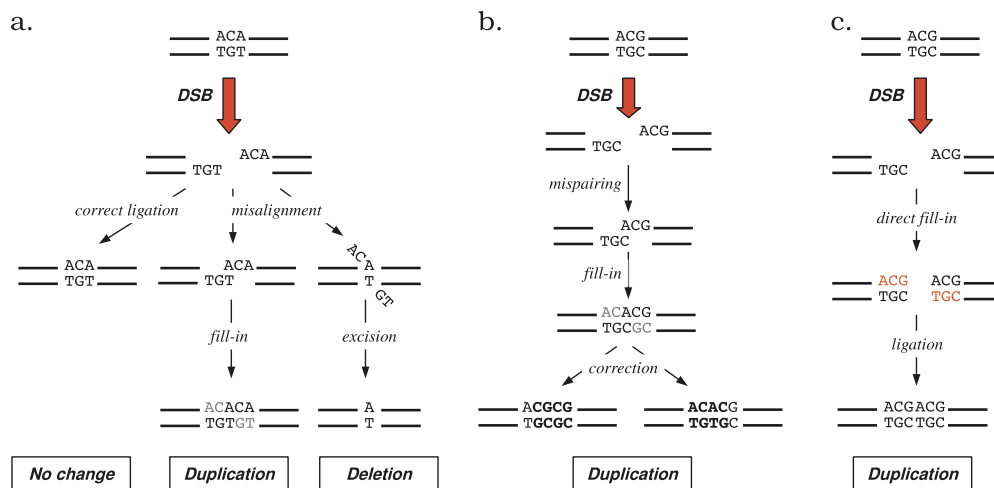 a.
ACA
TGT
DSB
ACA
TGT
correct ligation
misalignment
ACA
TGT
ACA
TGT
ACA
TGT
fill-in
excision
ACACA
TGTGT
A
T
No change
Duplication
Deletion
b.
ACG
TGC
DSB
ACG
TGC
mispairing
ACG
TGC
fill-in
ACACG
TGCGC
correction
ACGCG
TGCGC
ACACG
TGTGC
Duplication
c.
ACG
TGC
DSB
ACG
TGC
direct fill-in
ACG ACG
TGC TGC
ligation
ACGACG
TGCTGC
Duplication